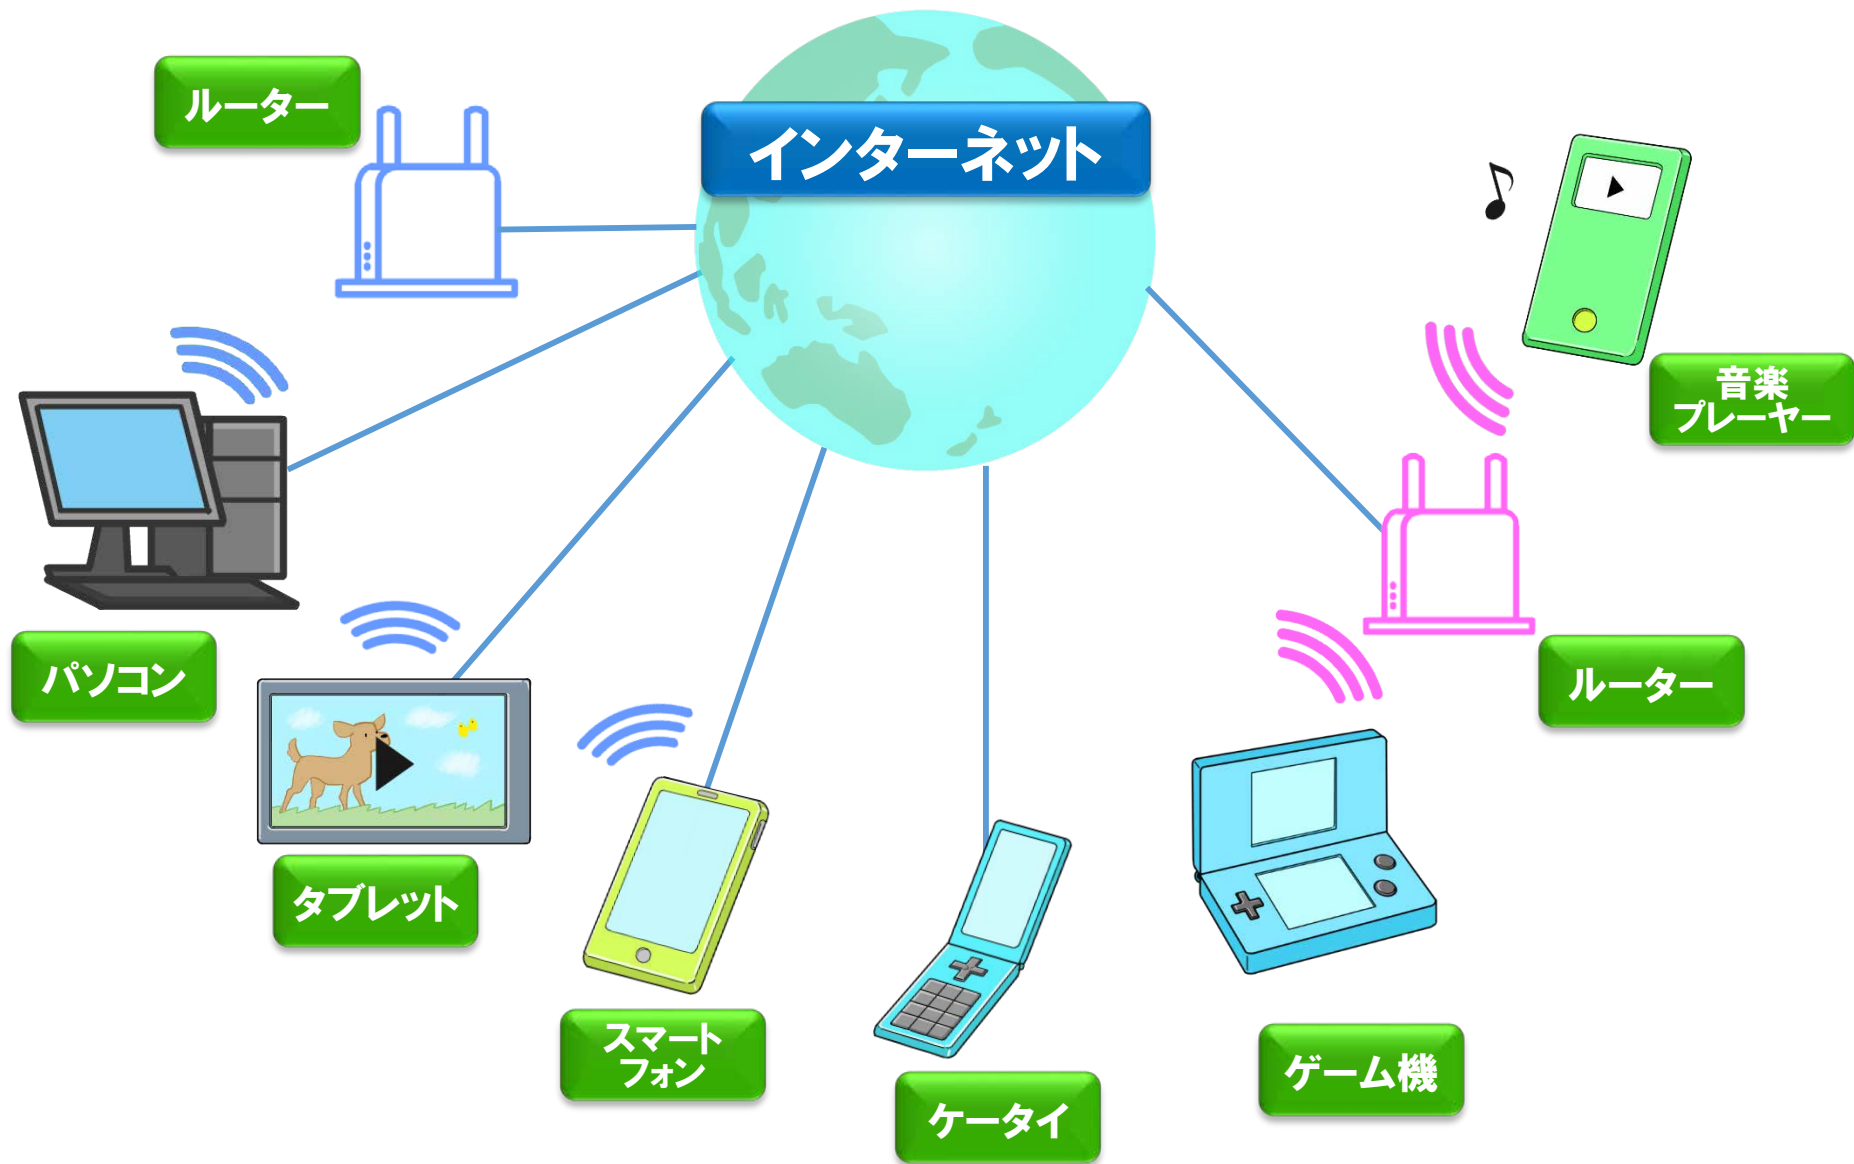 ルーター
インターネット
音楽
プレーヤー
パソコン
ルーター
タブレット
スマート
フォン
ケータイ
ゲーム機